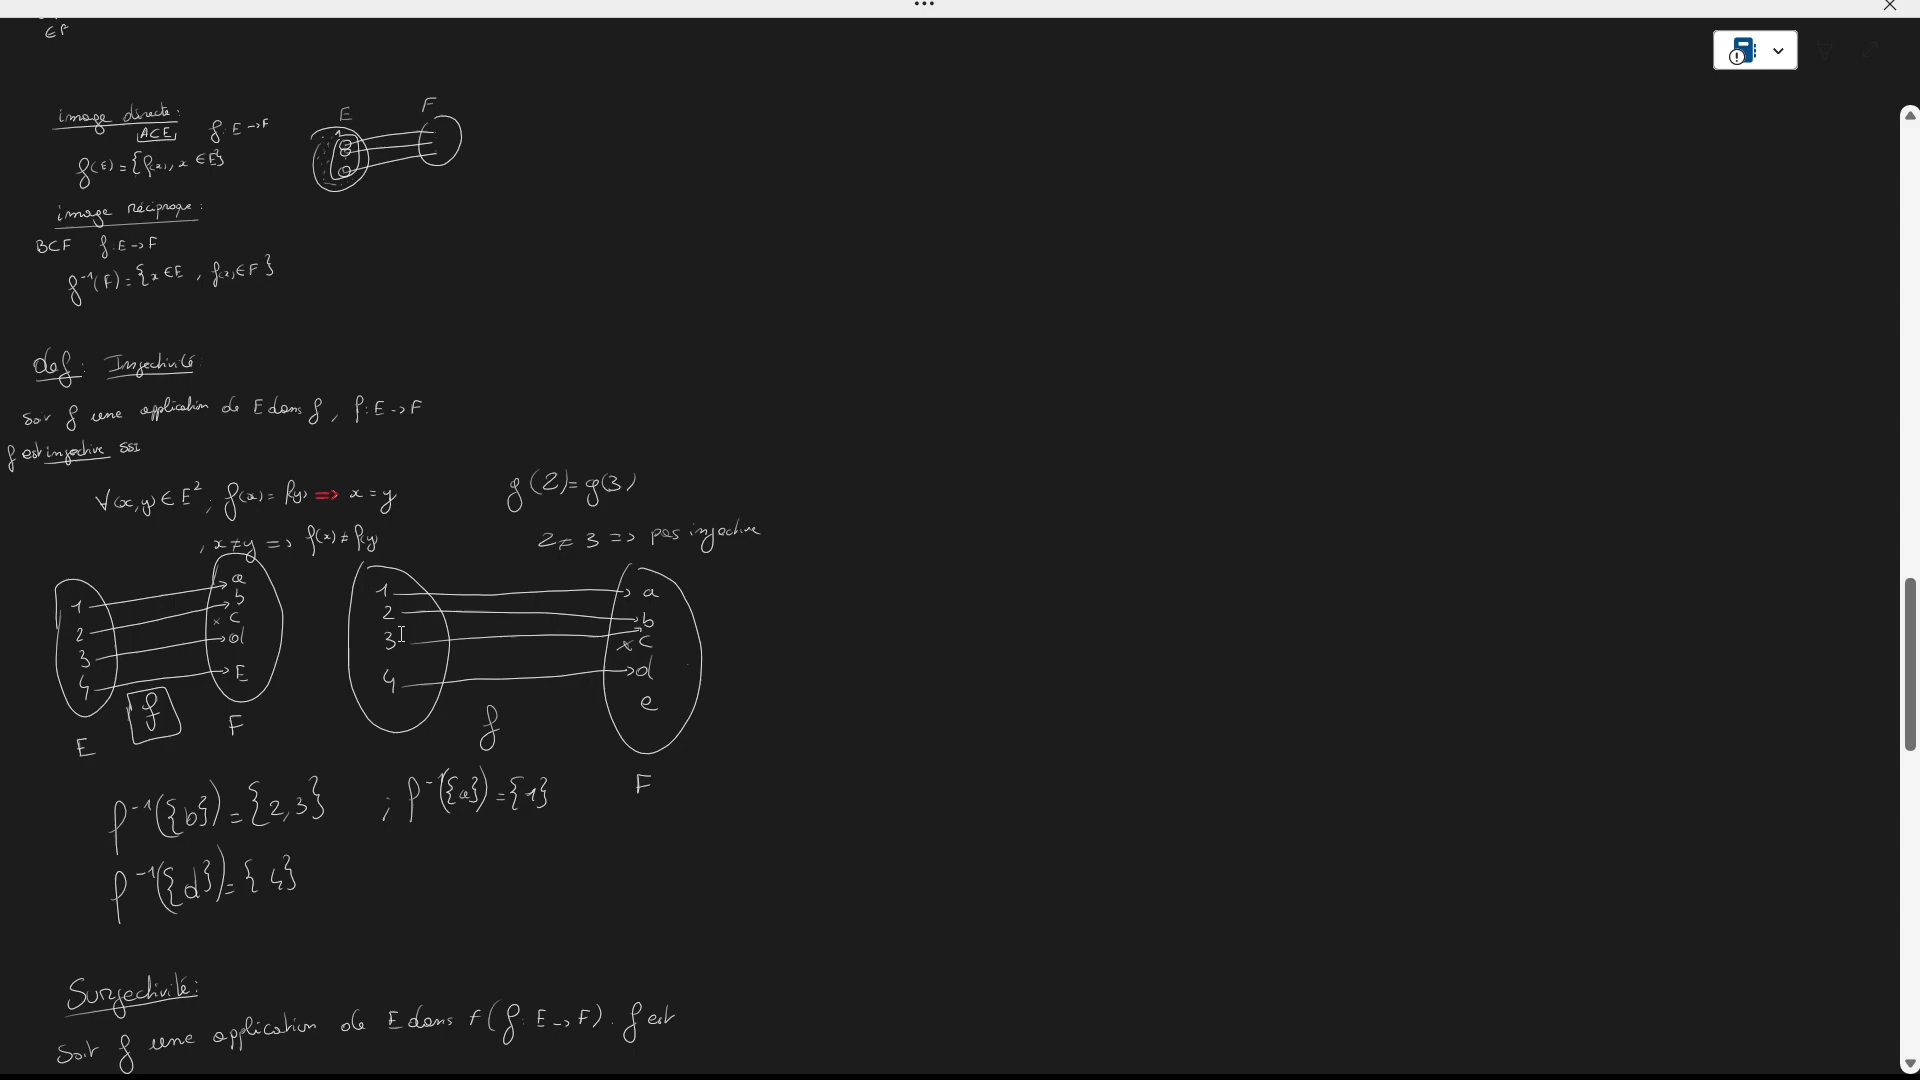 ∈F
image directe :
A⊂E f : E → F
E F
f(E) = {f(x), x ∈ E}
image réciproque :
B⊂F f : E → F
f⁻¹(F) = {x ∈ E , f(x) ∈ F}
def : Injectivité
Soit f une application de E dans f, f : E → F
f est injective SSI
∀(x,y) ∈ E² ; f(x) = f(y) => x = y
g(2) = g(3)
, x ≠ y => f(x) ≠ f(y)
2 ≠ 3 => pas injective
1 a
2 b
3 x c
4 d
E
f
E F
1 a
2 b
3 x c
4 d
e
f
F
f⁻¹({b}) = {2,3} ; f⁻¹({a}) = {1}
f⁻¹({d}) = {4}
Surjectivité :
Soit f une application de E dans F (f : E → F). f est